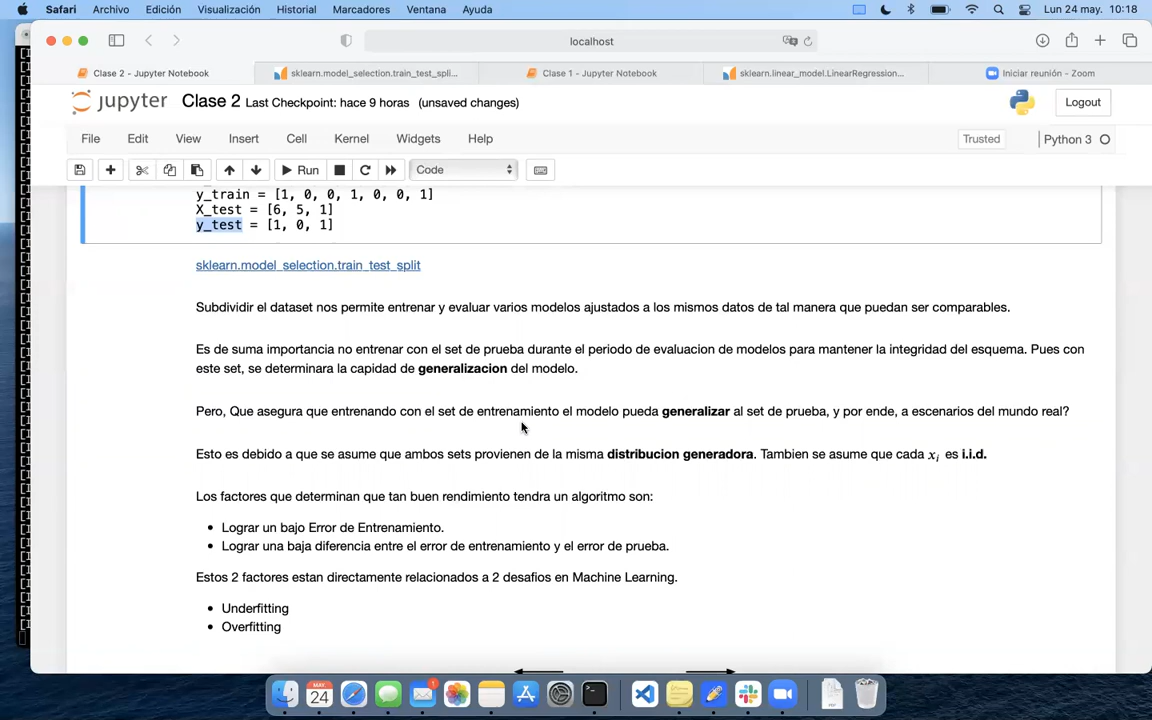 Safari Archivo Edición Visualización Historial Marcadores Ventana Ayuda Lun 24 may. 10:18
localhost
Clase 2 - Jupyter Notebook sklearn.model_selection.train_test_spl... Clase 1 - Jupyter Notebook sklearn.linear_model.LinearRegression... Iniciar reunión - Zoom
jupyter Clase 2 Last Checkpoint: hace 9 horas (unsaved changes) Logout
File Edit View Insert Cell Kernel Widgets Help Trusted Python 3
Run Code
y_train = [1, 0, 0, 1, 0, 0, 1]
X_test = [6, 5, 1]
y_test = [1, 0, 1]
sklearn.model_selection.train_test_split
Subdividir el dataset nos permite entrenar y evaluar varios modelos ajustados a los mismos datos de tal manera que puedan ser comparables.
Es de suma importancia no entrenar con el set de prueba durante el periodo de evaluacion de modelos para mantener la integridad del esquema. Pues con
este set, se determinara la capidad de generalizacion del modelo.
Pero, Que asegura que entrenando con el set de entrenamiento el modelo pueda generalizar al set de prueba, y por ende, a escenarios del mundo real?
Esto es debido a que se asume que ambos sets provienen de la misma distribucion generadora. Tambien se asume que cada xᵢ es i.i.d.
Los factores que determinan que tan buen rendimiento tendra un algoritmo son:
• Lograr un bajo Error de Entrenamiento.
• Lograr una baja diferencia entre el error de entrenamiento y el error de prueba.
Estos 2 factores estan directamente relacionados a 2 desafios en Machine Learning.
• Underfitting
• Overfitting
MAY. 1
24